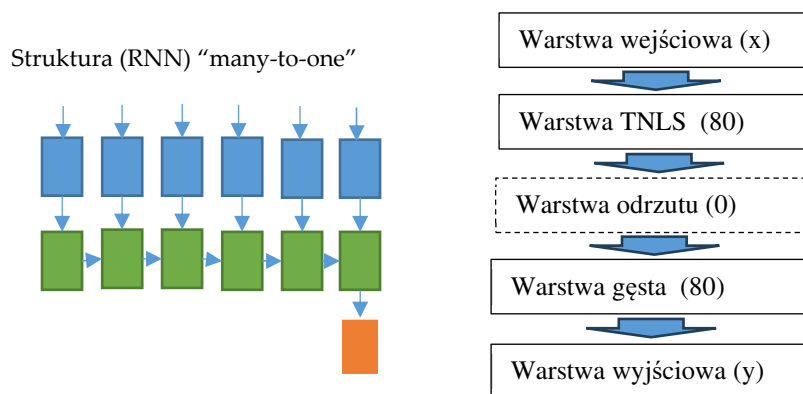 Struktura (RNN) “many-to-one”
Warstwa wejściowa (x)
Warstwa TNLS (80)
Warstwa odrzutu (0)
Warstwa gęsta (80)
Warstwa wyjściowa (y)